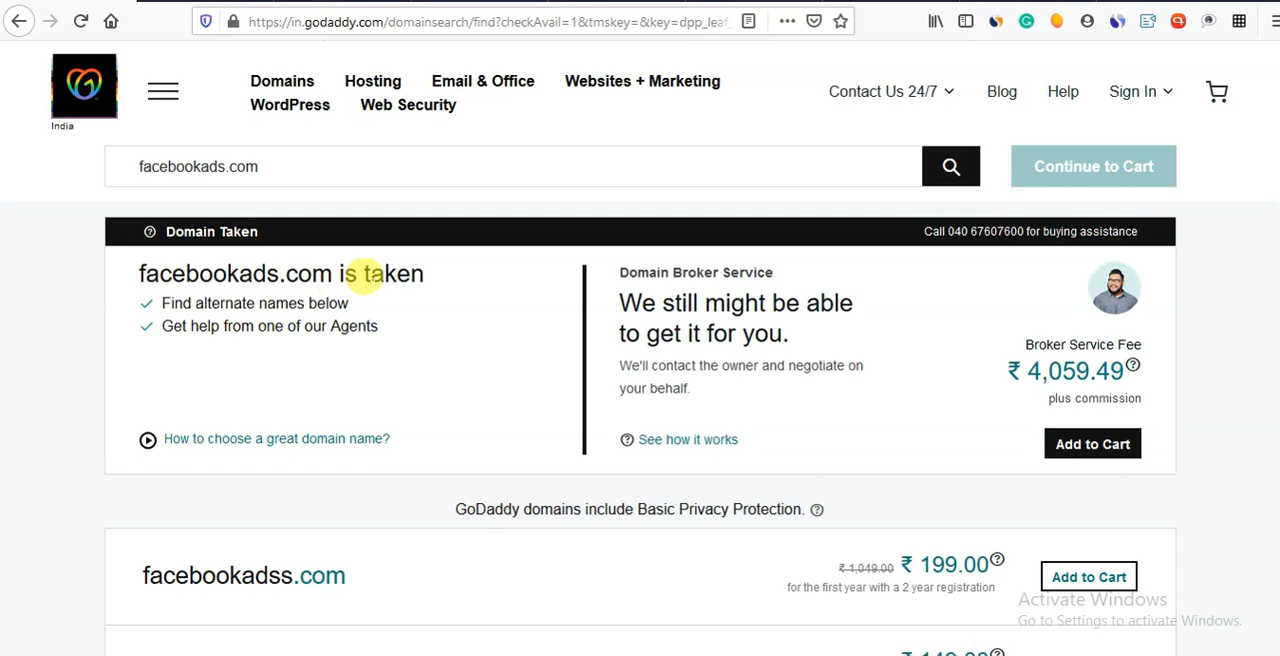 https://in.godaddy.com/domainsearch/find?checkAvail=1&tmskey=&key=dpp_leaf
India
Domains Hosting Email & Office Websites + Marketing
WordPress Web Security
Contact Us 24/7 Blog Help Sign In
facebookads.com
Continue to Cart
Domain Taken
Call 040 67607600 for buying assistance
facebookads.com is taken
Find alternate names below
Get help from one of our Agents
How to choose a great domain name?
Domain Broker Service
We still might be able
to get it for you.
We'll contact the owner and negotiate on
your behalf.
See how it works
Broker Service Fee
₹ 4,059.49
plus commission
Add to Cart
GoDaddy domains include Basic Privacy Protection.
facebookadss.com
₹ 1,049.00 ₹ 199.00
for the first year with a 2 year registration
Add to Cart
Activate Windows
Go to Settings to activate Windows.